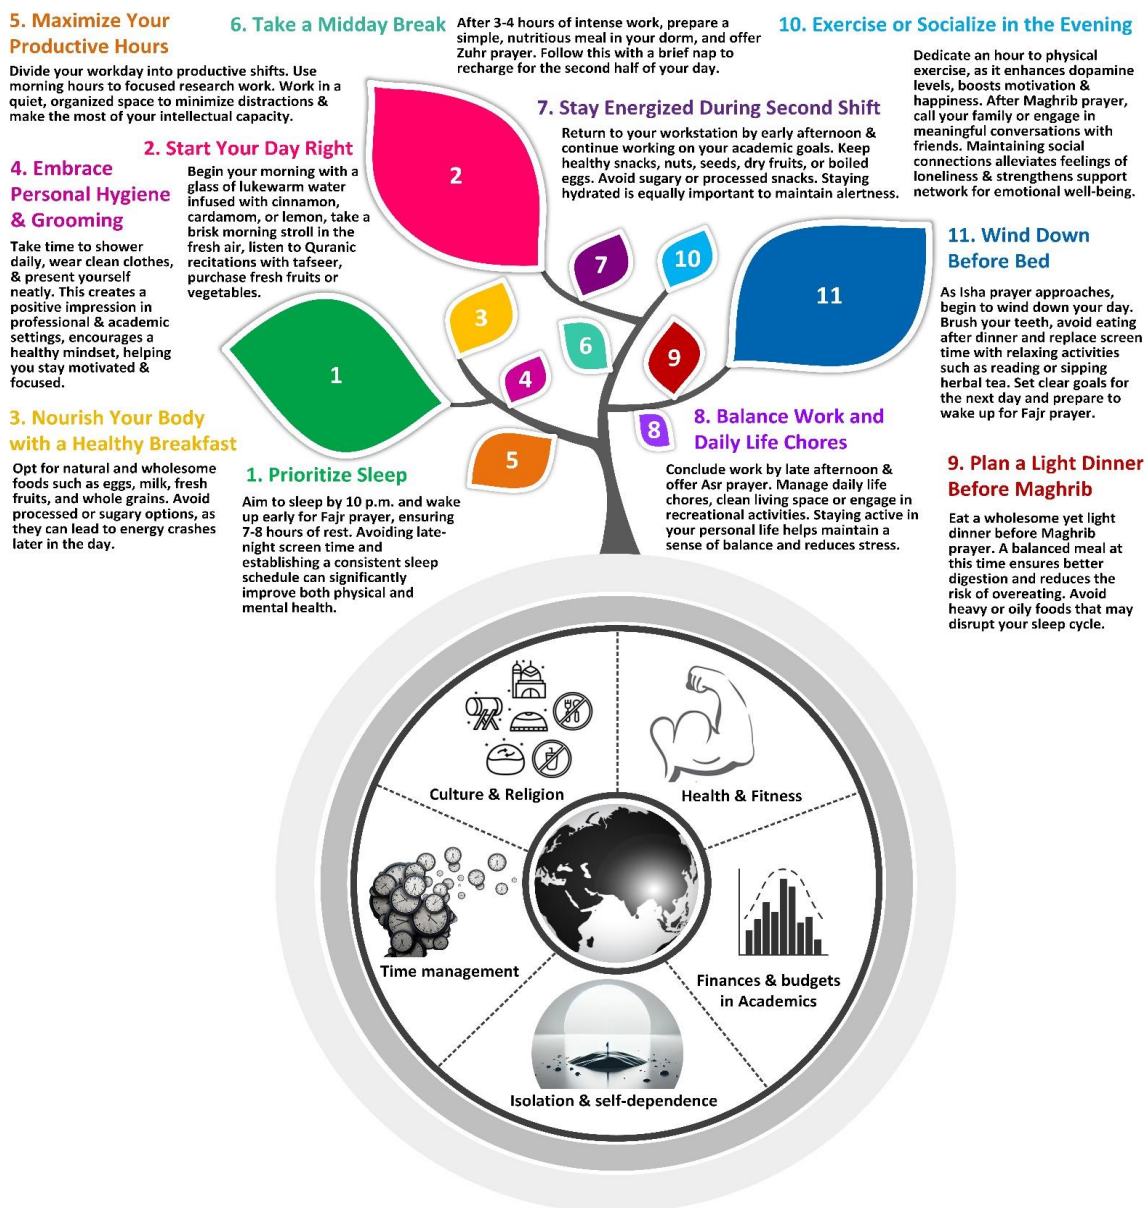 5. Maximize Your
Productive Hours
Divide your workday into productive shifts. Use
morning hours to focused research work. Work in a
quiet, organized space to minimize distractions &
make the most of your intellectual capacity.
6. Take a Midday Break
After 3-4 hours of intense work, prepare a
simple, nutritious meal in your dorm, and offer
Zuhr prayer. Follow this with a brief nap to
recharge for the second half of your day.
10. Exercise or Socialize in the Evening
Dedicate an hour to physical
exercise, as it enhances dopamine
levels, boosts motivation &
happiness. After Maghrib prayer,
call your family or engage in
meaningful conversations with
friends. Maintaining social
connections alleviates feelings of
loneliness & strengthens support
network for emotional well-being.
7. Stay Energized During Second Shift
Return to your workstation by early afternoon &
continue working on your academic goals. Keep
healthy snacks, nuts, seeds, dry fruits, or boiled
eggs. Avoid sugary or processed snacks. Staying
hydrated is equally important to maintain alertness.
2. Start Your Day Right
Begin your morning with a
glass of lukewarm water
infused with cinnamon,
cardamom, or lemon, take a
brisk morning stroll in the
fresh air, listen to Quranic
recitations with tafseer,
purchase fresh fruits or
vegetables.
4. Embrace
Personal Hygiene
& Grooming
Take time to shower
daily, wear clean clothes,
& present yourself
neatly. This creates a
positive impression in
professional & academic
settings, encourages a
healthy mindset, helping
you stay motivated &
focused.
11. Wind Down
Before Bed
As Isha prayer approaches,
begin to wind down your day.
Brush your teeth, avoid eating
after dinner and replace screen
time with relaxing activities
such as reading or sipping
herbal tea. Set clear goals for
the next day and prepare to
wake up for Fajr prayer.
2
7
10
11
3
6
9
1
4
8
5
3. Nourish Your Body
with a Healthy Breakfast
Opt for natural and wholesome
foods such as eggs, milk, fresh
fruits, and whole grains. Avoid
processed or sugary options, as
they can lead to energy crashes
later in the day.
1. Prioritize Sleep
Aim to sleep by 10 p.m. and wake
up early for Fajr prayer, ensuring
7-8 hours of rest. Avoiding late-
night screen time and
establishing a consistent sleep
schedule can significantly
improve both physical and
mental health.
8. Balance Work and
Daily Life Chores
Conclude work by late afternoon &
offer Asr prayer. Manage daily life
chores, clean living space or engage in
recreational activities. Staying active in
your personal life helps maintain a
sense of balance and reduces stress.
9. Plan a Light Dinner
Before Maghrib
Eat a wholesome yet light
dinner before Maghrib
prayer. A balanced meal at
this time ensures better
digestion and reduces the
risk of overeating. Avoid
heavy or oily foods that may
disrupt your sleep cycle.
Culture & Religion
Health & Fitness
Time management
Finances & budgets
in Academics
Isolation & self-dependence